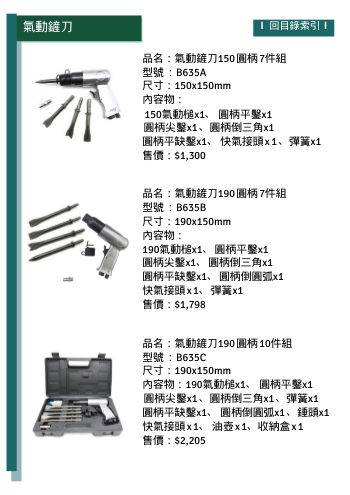 氣動鏟刀
I 回目錄索引 I
品名：氣動鏟刀150圓柄7件組
型號：B635A
尺寸：150x150mm
內容物：
150氣動槌x1、 圓柄平鑿x1
圓柄尖鑿x1、圓柄倒三角x1
圓柄平缺鑿x1、 快氣接頭x1、彈簧x1
售價：$1,300
品名：氣動鏟刀190圓柄7件組
型號：B635B
尺寸：190x150mm
內容物：
190氣動槌x1、圓柄平鑿x1
圓柄尖鑿x1、 圓柄倒三角x1
圓柄平缺鑿x1、 圓柄倒圓弧x1
快氣接頭x1、 彈簧x1
售價：$1,798
品名：氣動鏟刀190圓柄10件組
型號：B635C
尺寸：190x150mm
內容物：190氣動槌x1、 圓柄平鑿x1
圓柄尖鑿x1、圓柄倒三角x1、彈簧x1
圓柄平缺鑿x1、 圓柄倒圓弧x1、錘頭x1
快氣接頭x1、 油壺x1、收納盒x1
售價：$2,205